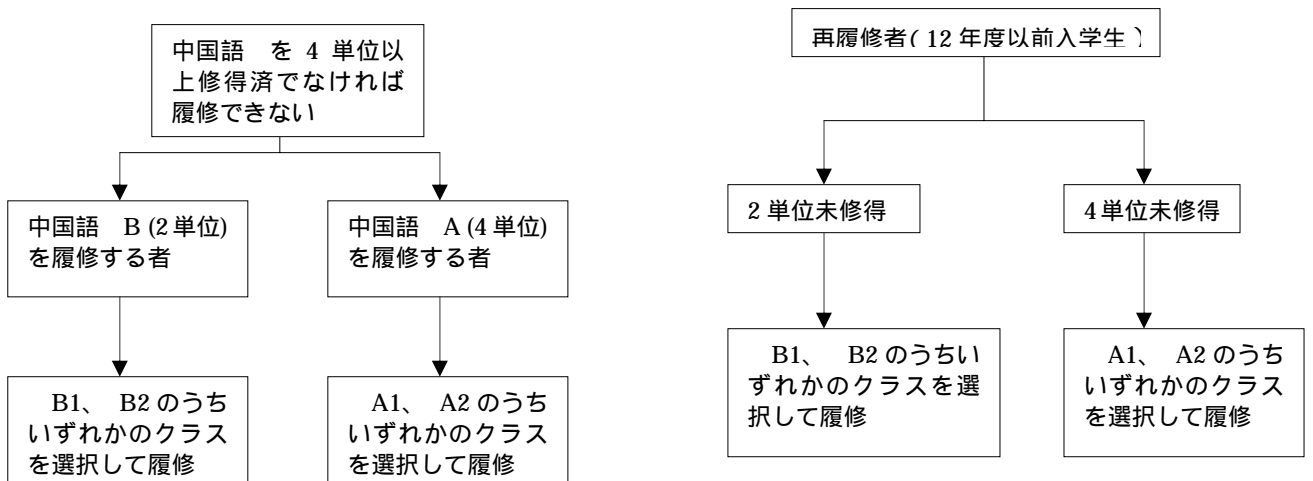 中国語　を 4 単位以
上修得済でなければ
履修できない
中国語　B (2 単位)
を履修する者
中国語　A (4 単位)
を履修する者
B1、　B2 のうち
いずれかのクラス
を選択して履修
A1、　A2 のうち
いずれかのクラス
を選択して履修
再履修者( 12 年度以前入学生 )
2 単位未修得
4 単位未修得
B1、　B2 のうちい
ずれかのクラスを選
択して履修
A1、　A2 のうち
いずれかのクラス
を選択して履修